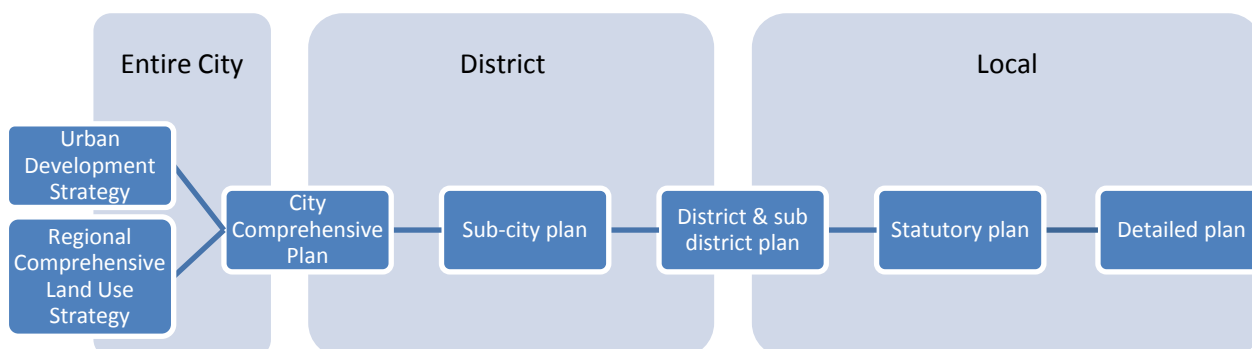 Entire City
District
Local
Urban
Development
Strategy
Regional
Comprehensive
Land Use
Strategy
City
Comprehensive
Plan
Sub-city plan
District & sub
district plan
Statutory plan
Detailed plan